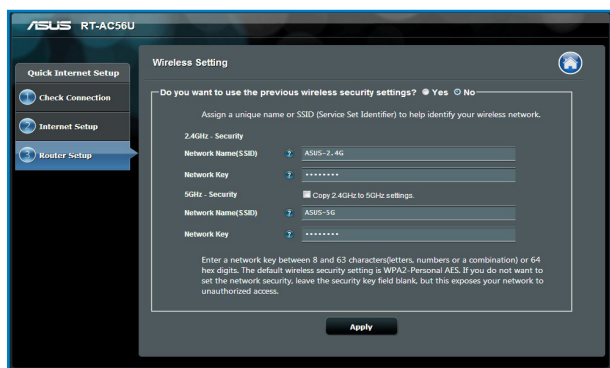 ASUS RT-AC56U
Quick Internet Setup
1 Check Connection
2 Internet Setup
3 Router Setup
Wireless Setting
Do you want to use the previous wireless security settings? Yes No
Assign a unique name or SSID (Service Set Identifier) to help identify your wireless network.
2.4GHz - Security
Network Name(SSID) ? ASUS-2.4G
Network Key ? ••••••••
5GHz - Security Copy 2.4GHz to 5GHz settings.
Network Name(SSID) ? ASUS-5G
Network Key ? ••••••••
Enter a network key between 8 and 63 characters(letters, numbers or a combination) or 64
hex digits. The default wireless security setting is WPA2-Personal AES. If you do not want to
set the network security, leave the security key field blank, but this exposes your network to
unauthorized access.
Apply